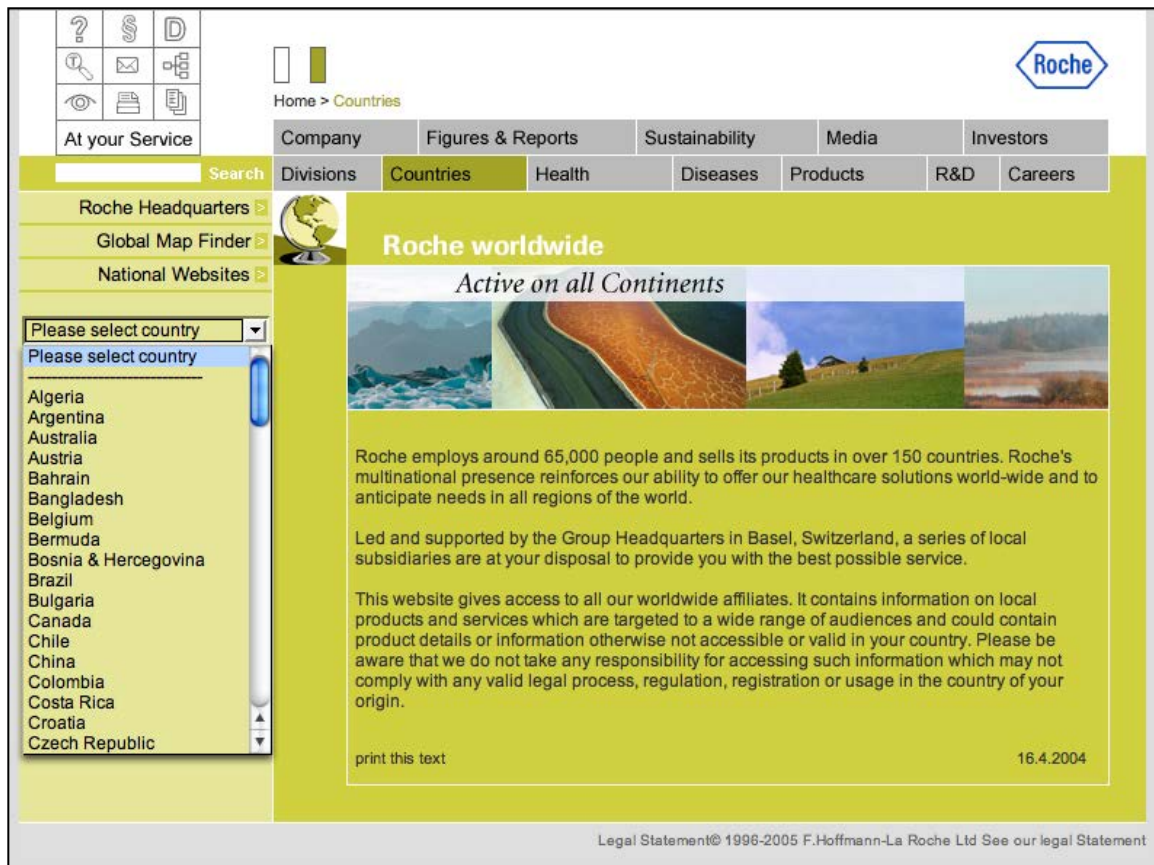 ?
§
D
T
At your Service
Home > Countries
Roche
Company
Figures & Reports
Sustainability
Media
Investors
Search
Divisions
Countries
Health
Diseases
Products
R&D
Careers
Roche Headquarters
Global Map Finder
National Websites
Please select country
Please select country
------------------------------
Algeria
Argentina
Australia
Austria
Bahrain
Bangladesh
Belgium
Bermuda
Bosnia & Hercegovina
Brazil
Bulgaria
Canada
Chile
China
Colombia
Costa Rica
Croatia
Czech Republic
Roche worldwide
Active on all Continents
Roche employs around 65,000 people and sells its products in over 150 countries. Roche's
multinational presence reinforces our ability to offer our healthcare solutions world-wide and to
anticipate needs in all regions of the world.
Led and supported by the Group Headquarters in Basel, Switzerland, a series of local
subsidiaries are at your disposal to provide you with the best possible service.
This website gives access to all our worldwide affiliates. It contains information on local
products and services which are targeted to a wide range of audiences and could contain
product details or information otherwise not accessible or valid in your country. Please be
aware that we do not take any responsibility for accessing such information which may not
comply with any valid legal process, regulation, registration or usage in the country of your
origin.
print this text
16.4.2004
Legal Statement© 1996-2005 F.Hoffmann-La Roche Ltd See our legal Statement